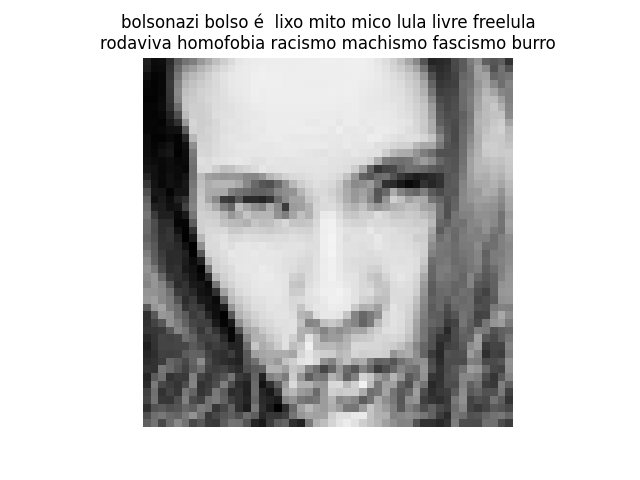 bolsonazi bolso é  lixo mito mico lula livre freelula
rodaviva homofobia racismo machismo fascismo burro